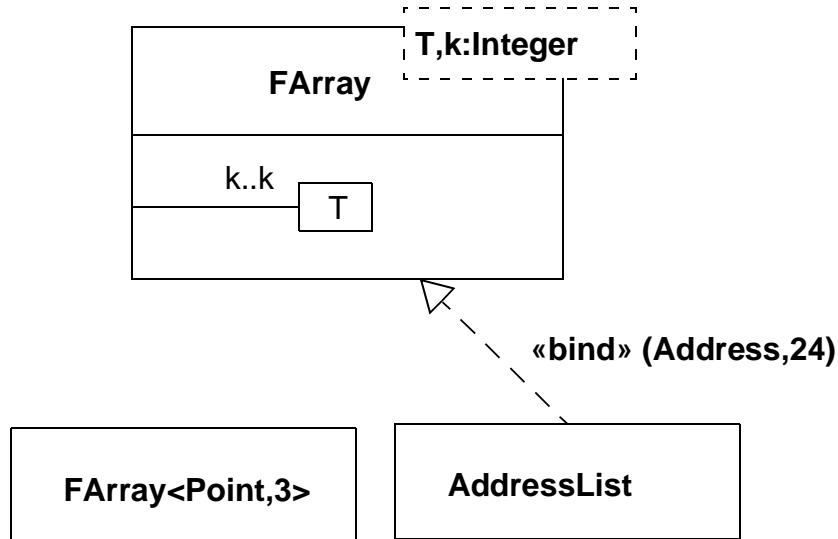 T,k:Integer
FArray
k..k
T
«bind» (Address,24)
FArray<Point,3>
AddressList